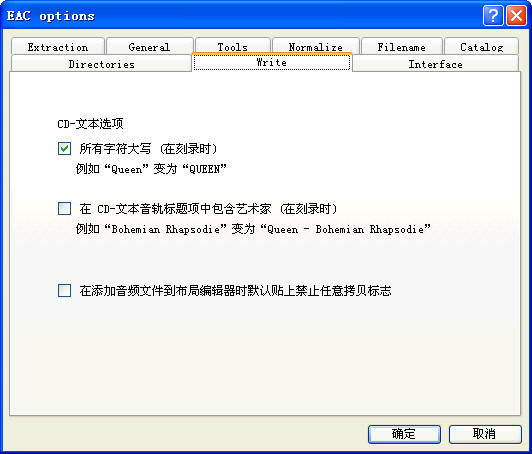 EAC options
Extraction
General
Tools
Normalize
Filename
Catalog
Directories
Write
Interface
CD-文本选项
所有字符大写 (在刻录时)
例如“Queen”变为“QUEEN”
在 CD-文本音轨标题项中包含艺术家 (在刻录时)
例如“Bohemian Rhapsodie”变为“Queen - Bohemian Rhapsodie”
在添加音频文件到布局编辑器时默认贴上禁止任意拷贝标志
确定
取消